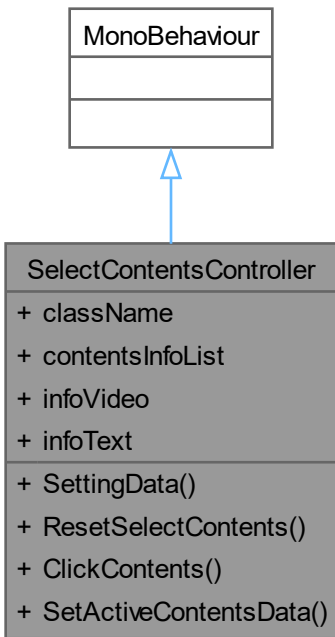 MonoBehaviour
SelectContentsController
+ className
+ contentsInfoList
+ infoVideo
+ infoText
+ SettingData()
+ ResetSelectContents()
+ ClickContents()
+ SetActiveContentsData()